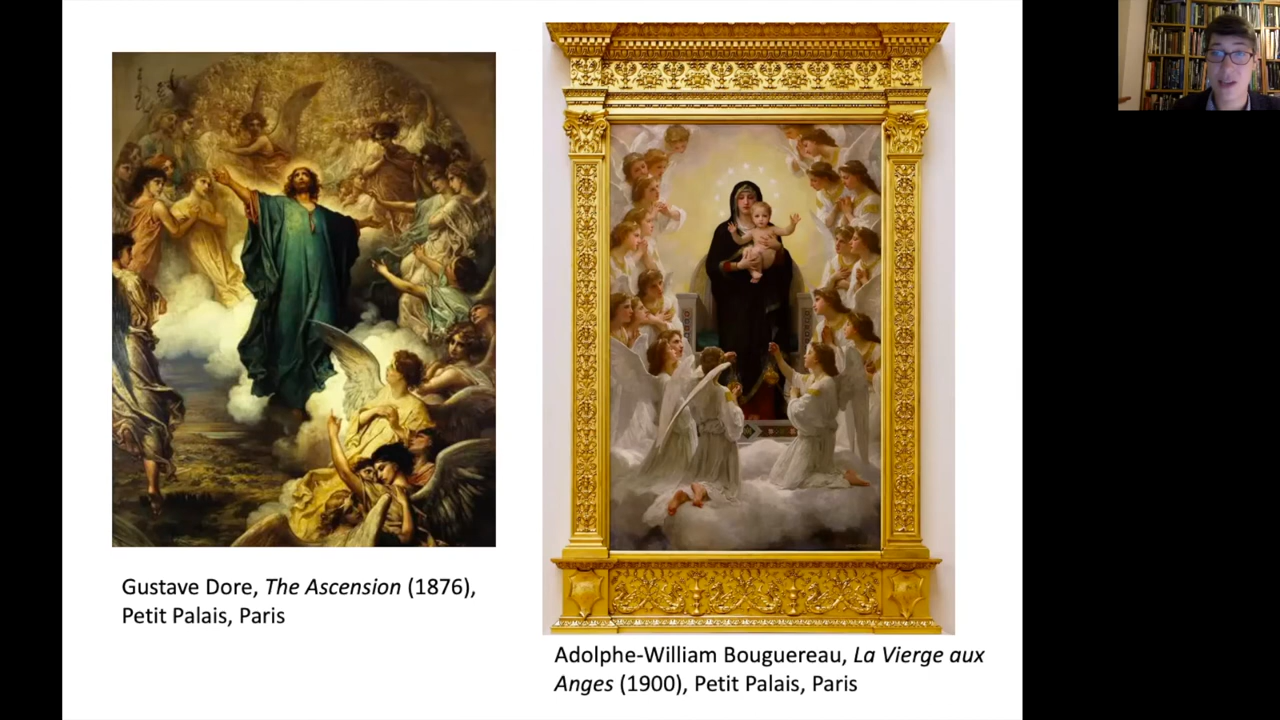 Gustave Dore, The Ascension (1876),
Petit Palais, Paris
Adolphe-William Bouguereau, La Vierge aux
Anges (1900), Petit Palais, Paris